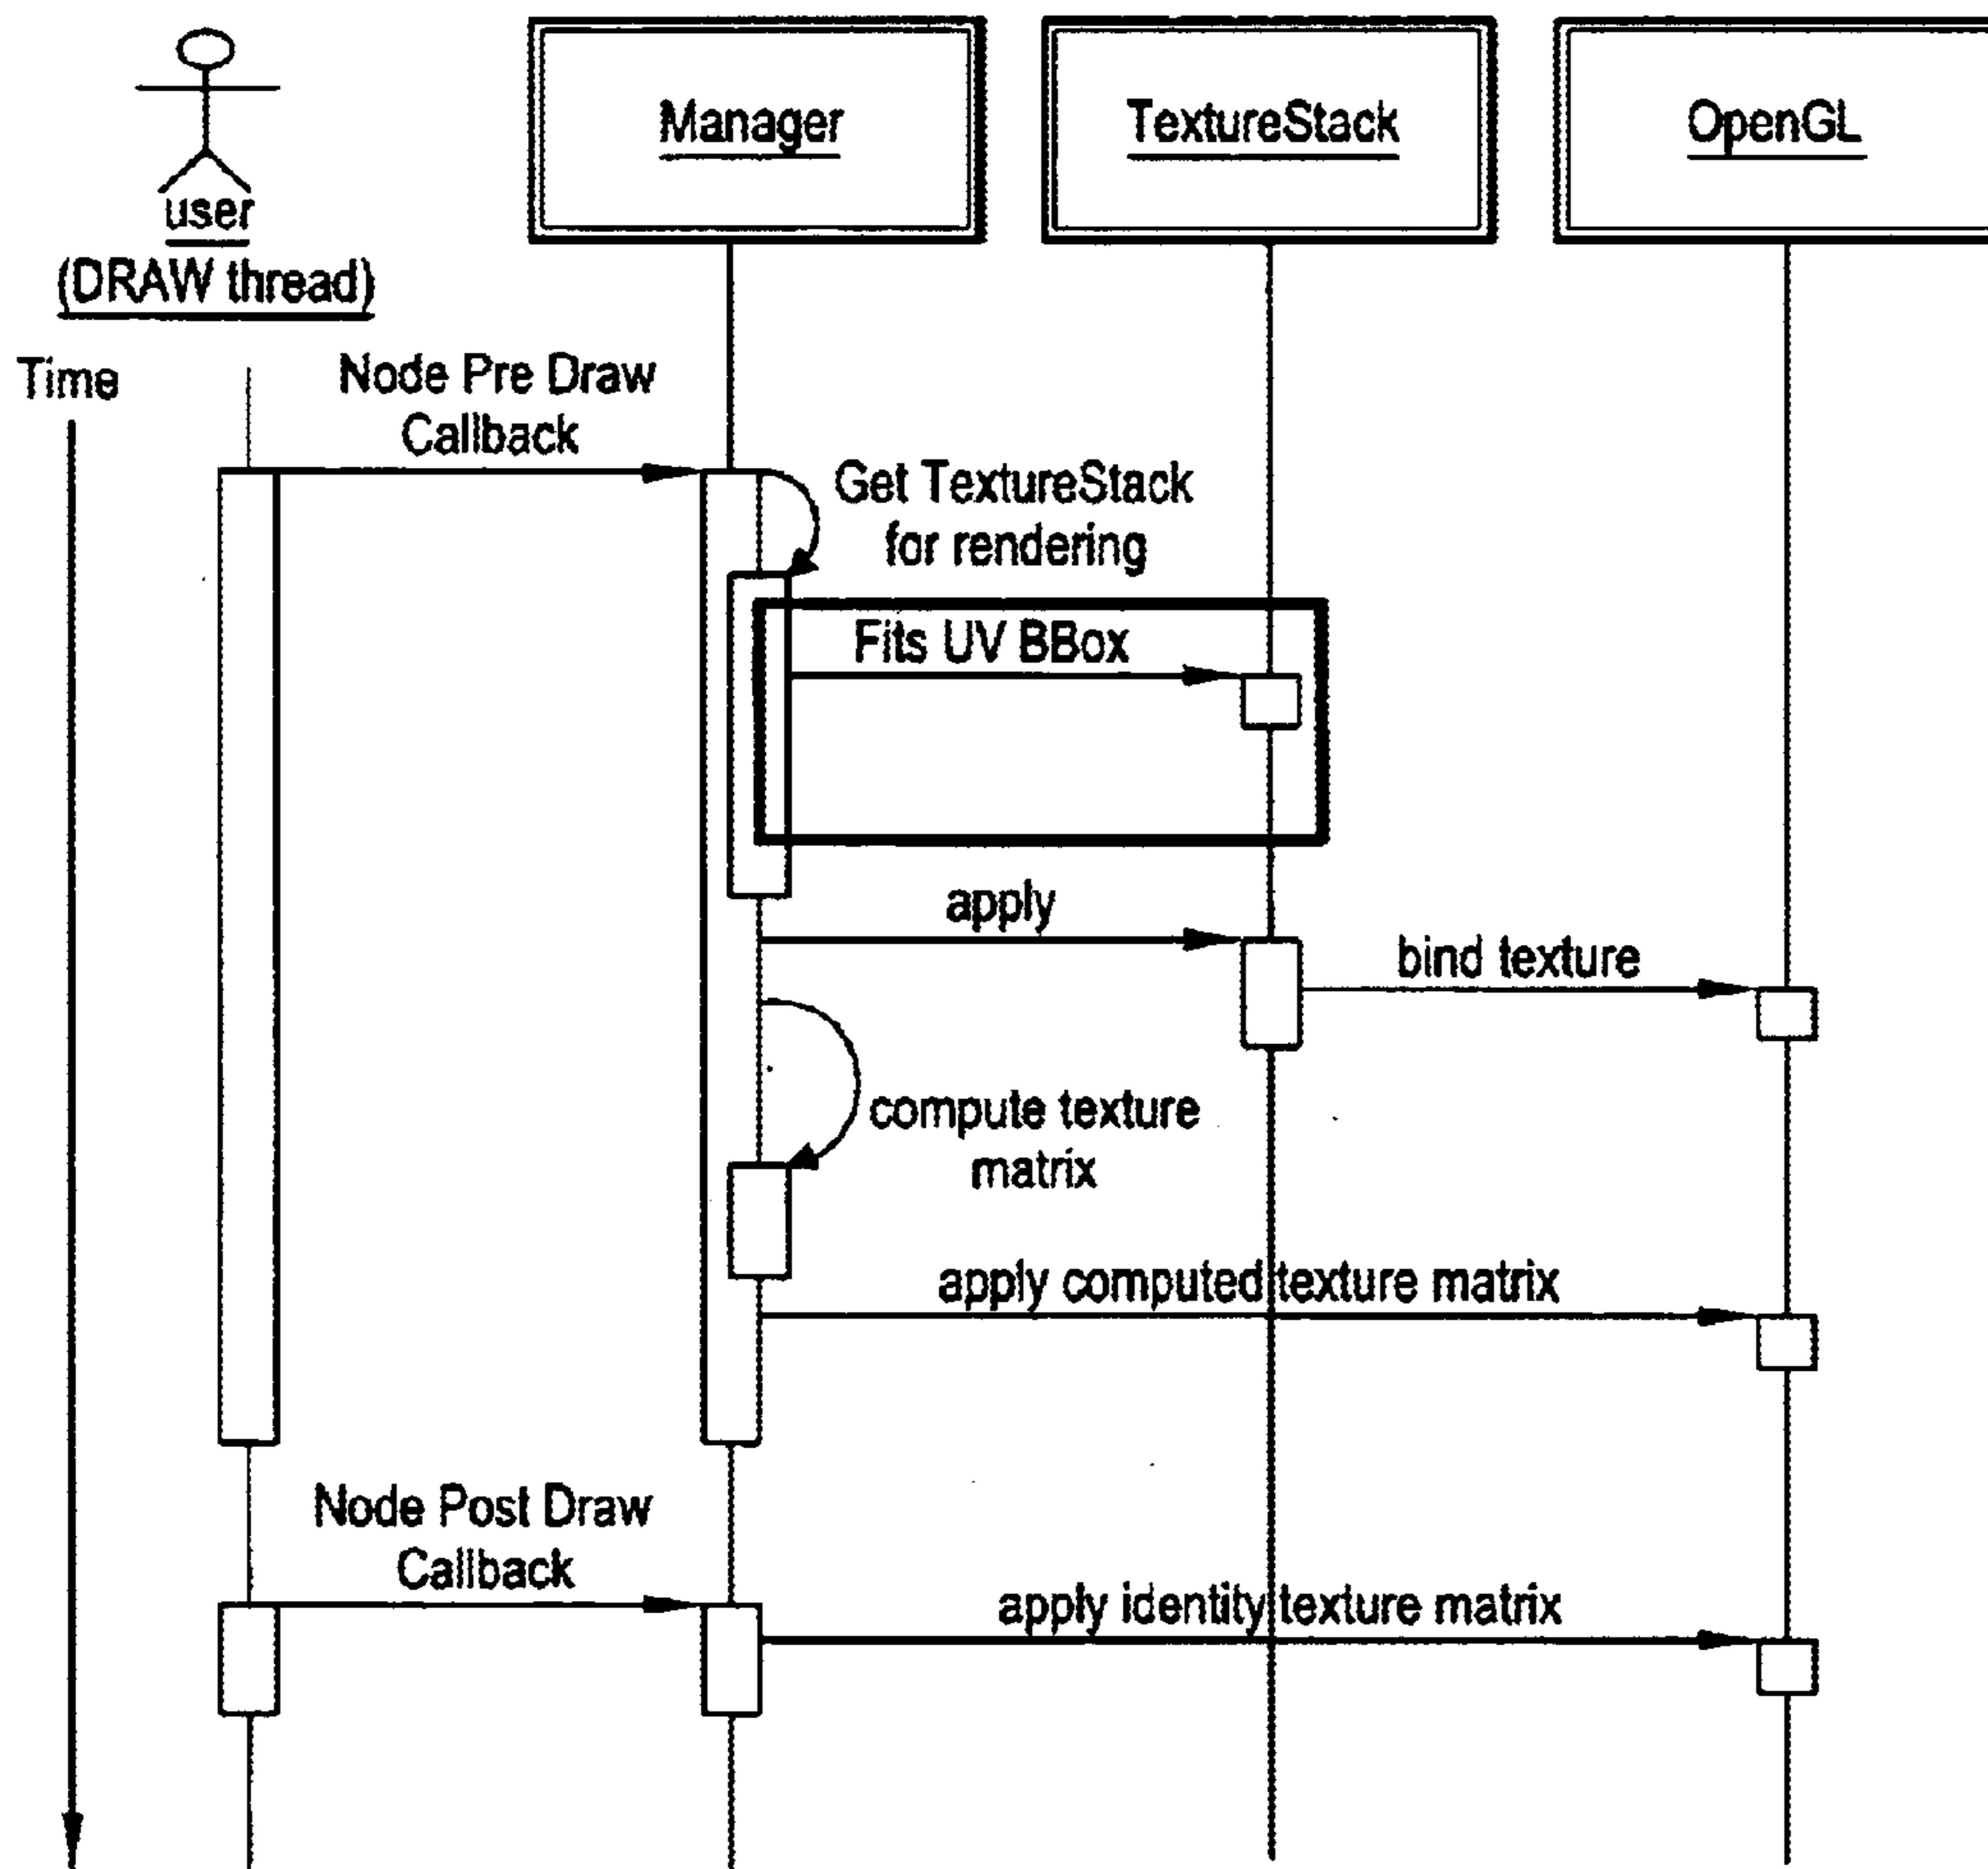 Manager
TextureStack
OpenGL
user
(DRAW thread)
Time
Node Pre Draw
Callback
Get TextureStack
for rendering
Fits UV BBox
apply
bind texture
compute texture
matrix
apply computed texture matrix
Node Post Draw
Callback
apply identity texture matrix